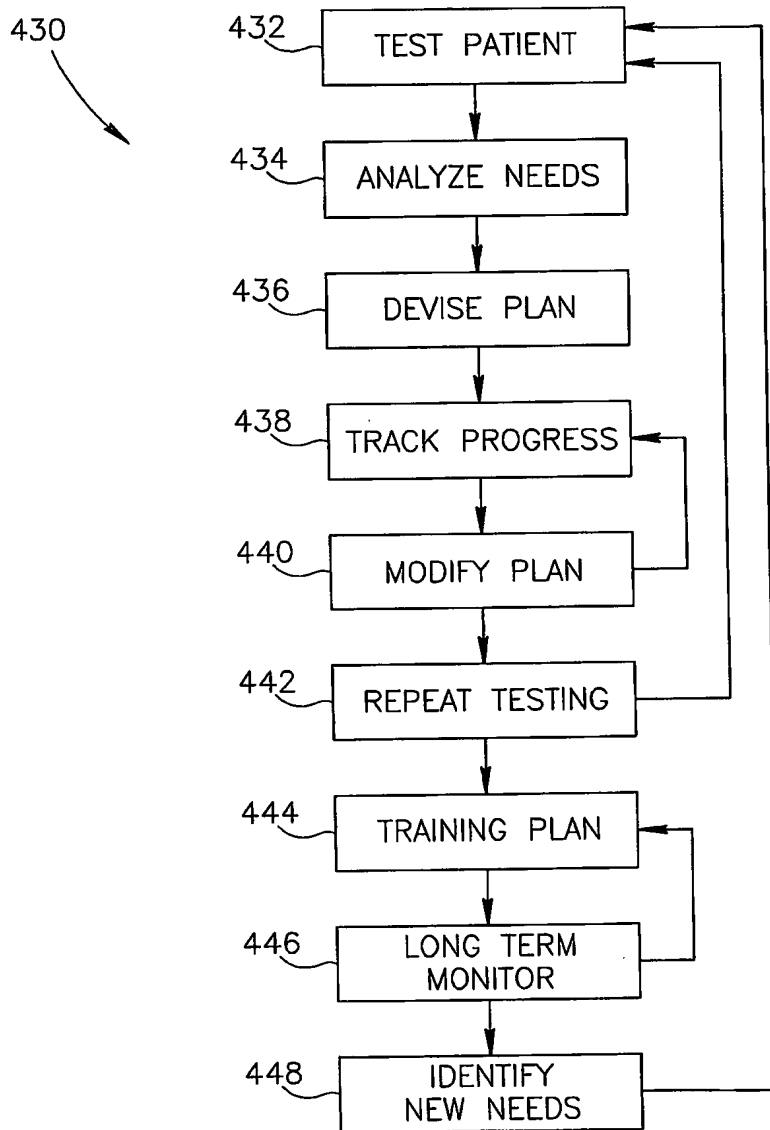 430
432
TEST PATIENT
434
ANALYZE NEEDS
436
DEVISE PLAN
438
TRACK PROGRESS
440
MODIFY PLAN
442
REPEAT TESTING
444
TRAINING PLAN
446
LONG TERM
MONITOR
448
IDENTIFY
NEW NEEDS